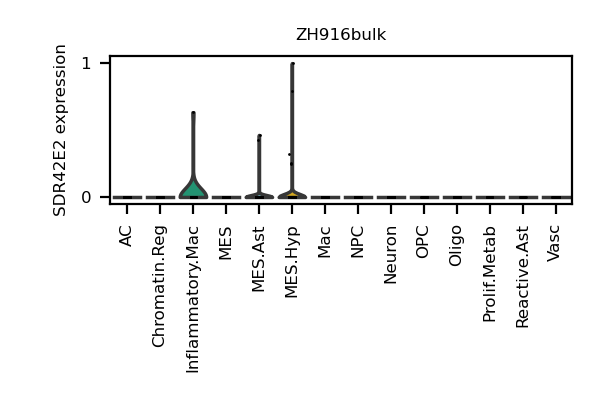 ZH916bulk
SDR42E2 expression
1
0
AC
Chromatin.Reg
Inflammatory.Mac
MES
MES.Ast
MES.Hyp
Mac
NPC
Neuron
OPC
Oligo
Prolif.Metab
Reactive.Ast
Vasc